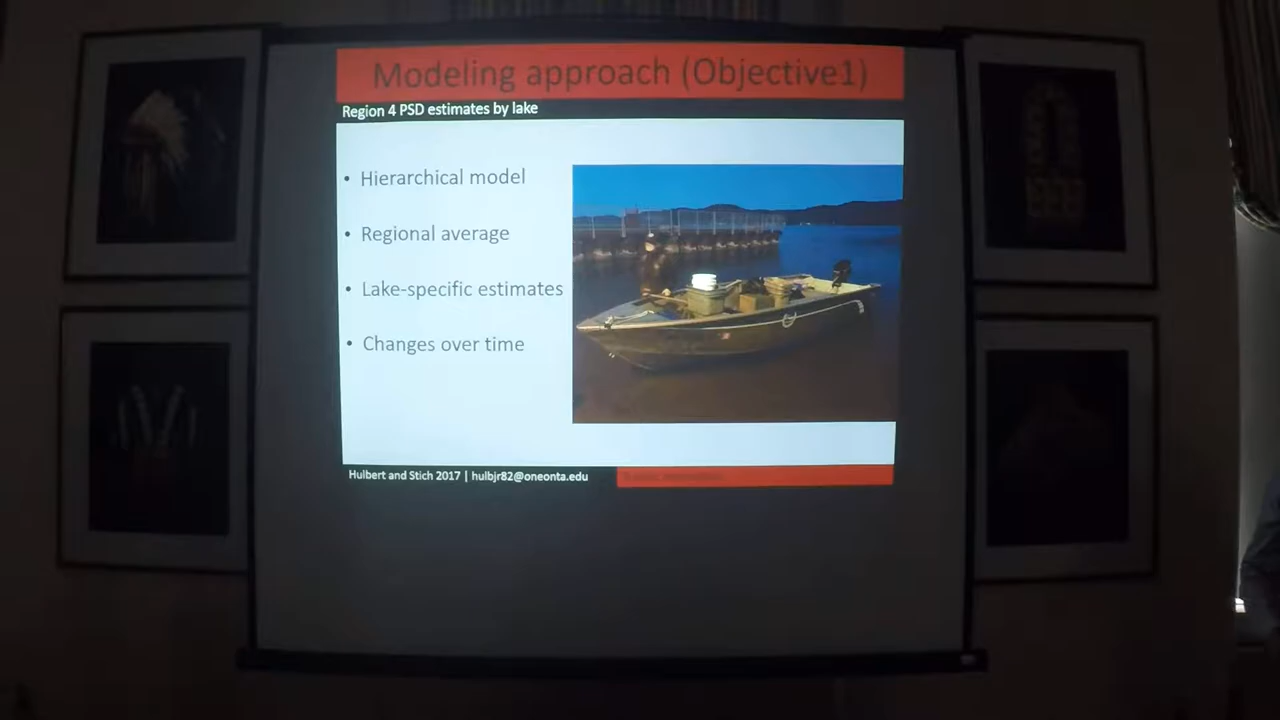 Modeling approach (Objective1)
Region 4 PSD estimates by lake
• Hierarchical model
• Regional average
• Lake-specific estimates
• Changes over time
Hulbert and Stich 2017 | hulbjr82@oneonta.edu